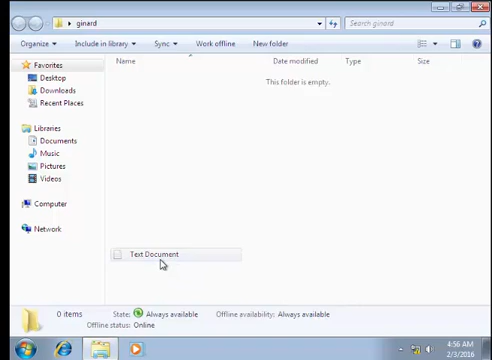 ginard
Search ginard
Organize Include in library Sync Work offline New folder
Name Date modified Type Size
This folder is empty.
Favorites
Desktop
Downloads
Recent Places
Libraries
Documents
Music
Pictures
Videos
Computer
Network
Text Document
0 items State: Always available Offline availability: Always available
Offline status: Online
4:56 AM
2/3/2016